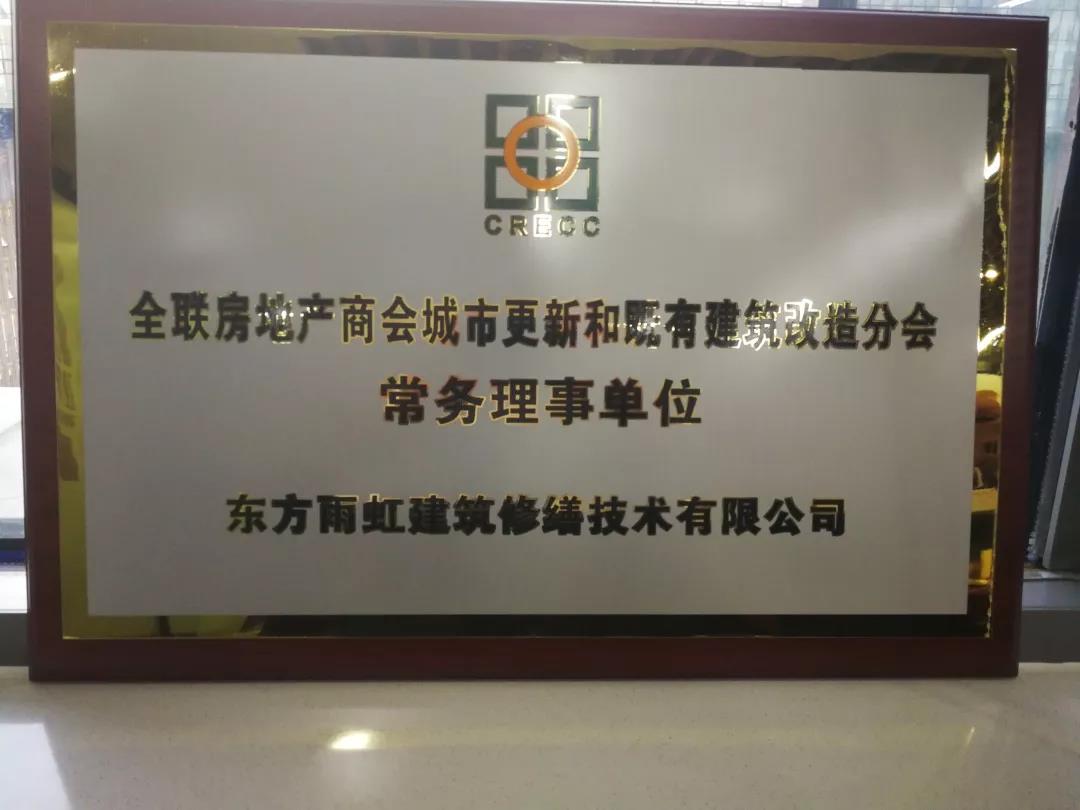 CRECC
全联房地产商会城市更新和既有建筑改造分会
常务理事单位
东方雨虹建筑修缮技术有限公司